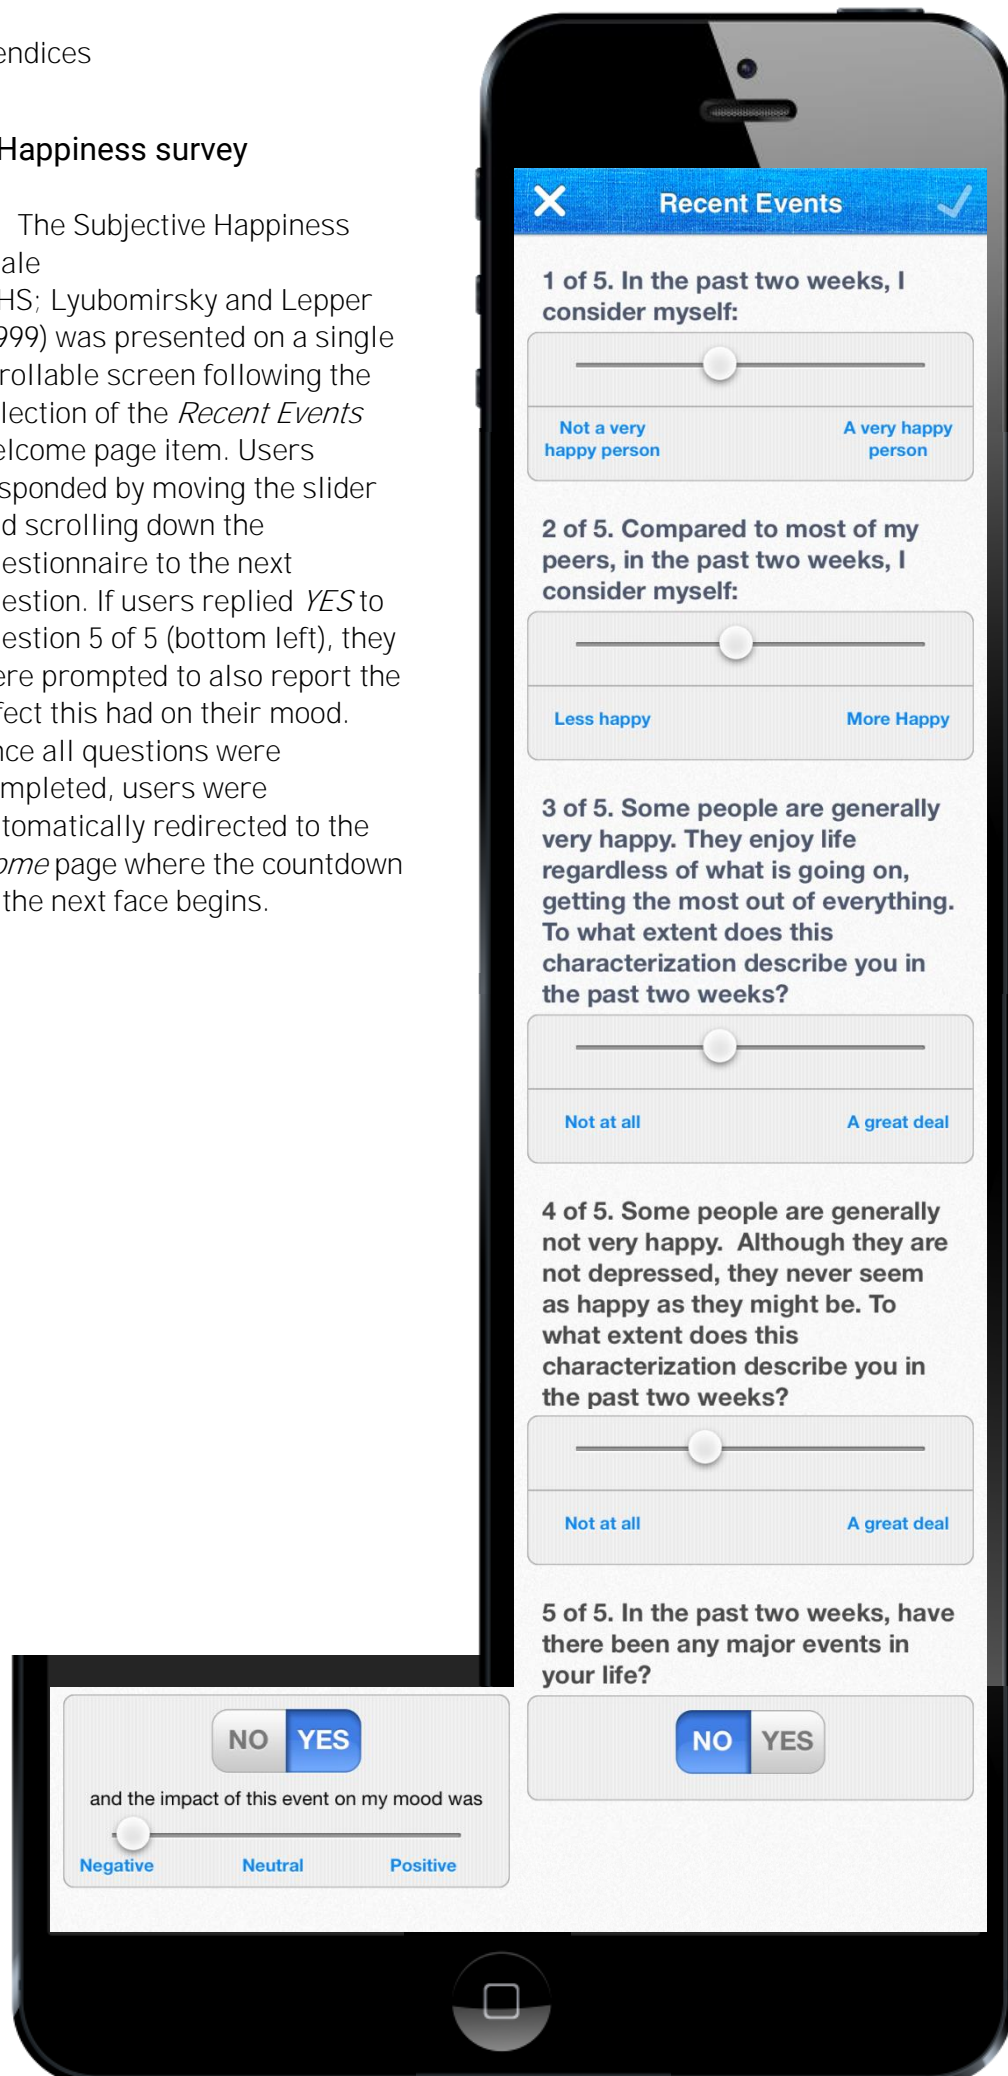 endices
Happiness survey
The Subjective Happiness
ale
HS; Lyubomirsky and Lepper
999) was presented on a single
rollable screen following the
lection of the Recent Events
elcome page item. Users
sponded by moving the slider
d scrolling down the
estionnaire to the next
estion. If users replied YES to
estion 5 of 5 (bottom left), they
ere prompted to also report the
fect this had on their mood.
nce all questions were
mpleted, users were
tomatically redirected to the
ome page where the countdown
the next face begins.
Recent Events
1 of 5. In the past two weeks, I
consider myself:
Not a very
happy person
A very happy
person
2 of 5. Compared to most of my
peers, in the past two weeks, I
consider myself:
Less happy
More Happy
3 of 5. Some people are generally
very happy. They enjoy life
regardless of what is going on,
getting the most out of everything.
To what extent does this
characterization describe you in
the past two weeks?
Not at all
A great deal
4 of 5. Some people are generally
not very happy.  Although they are
not depressed, they never seem
as happy as they might be. To
what extent does this
characterization describe you in
the past two weeks?
Not at all
A great deal
5 of 5. In the past two weeks, have
there been any major events in
your life?
NO YES
NO YES
and the impact of this event on my mood was
Negative Neutral Positive